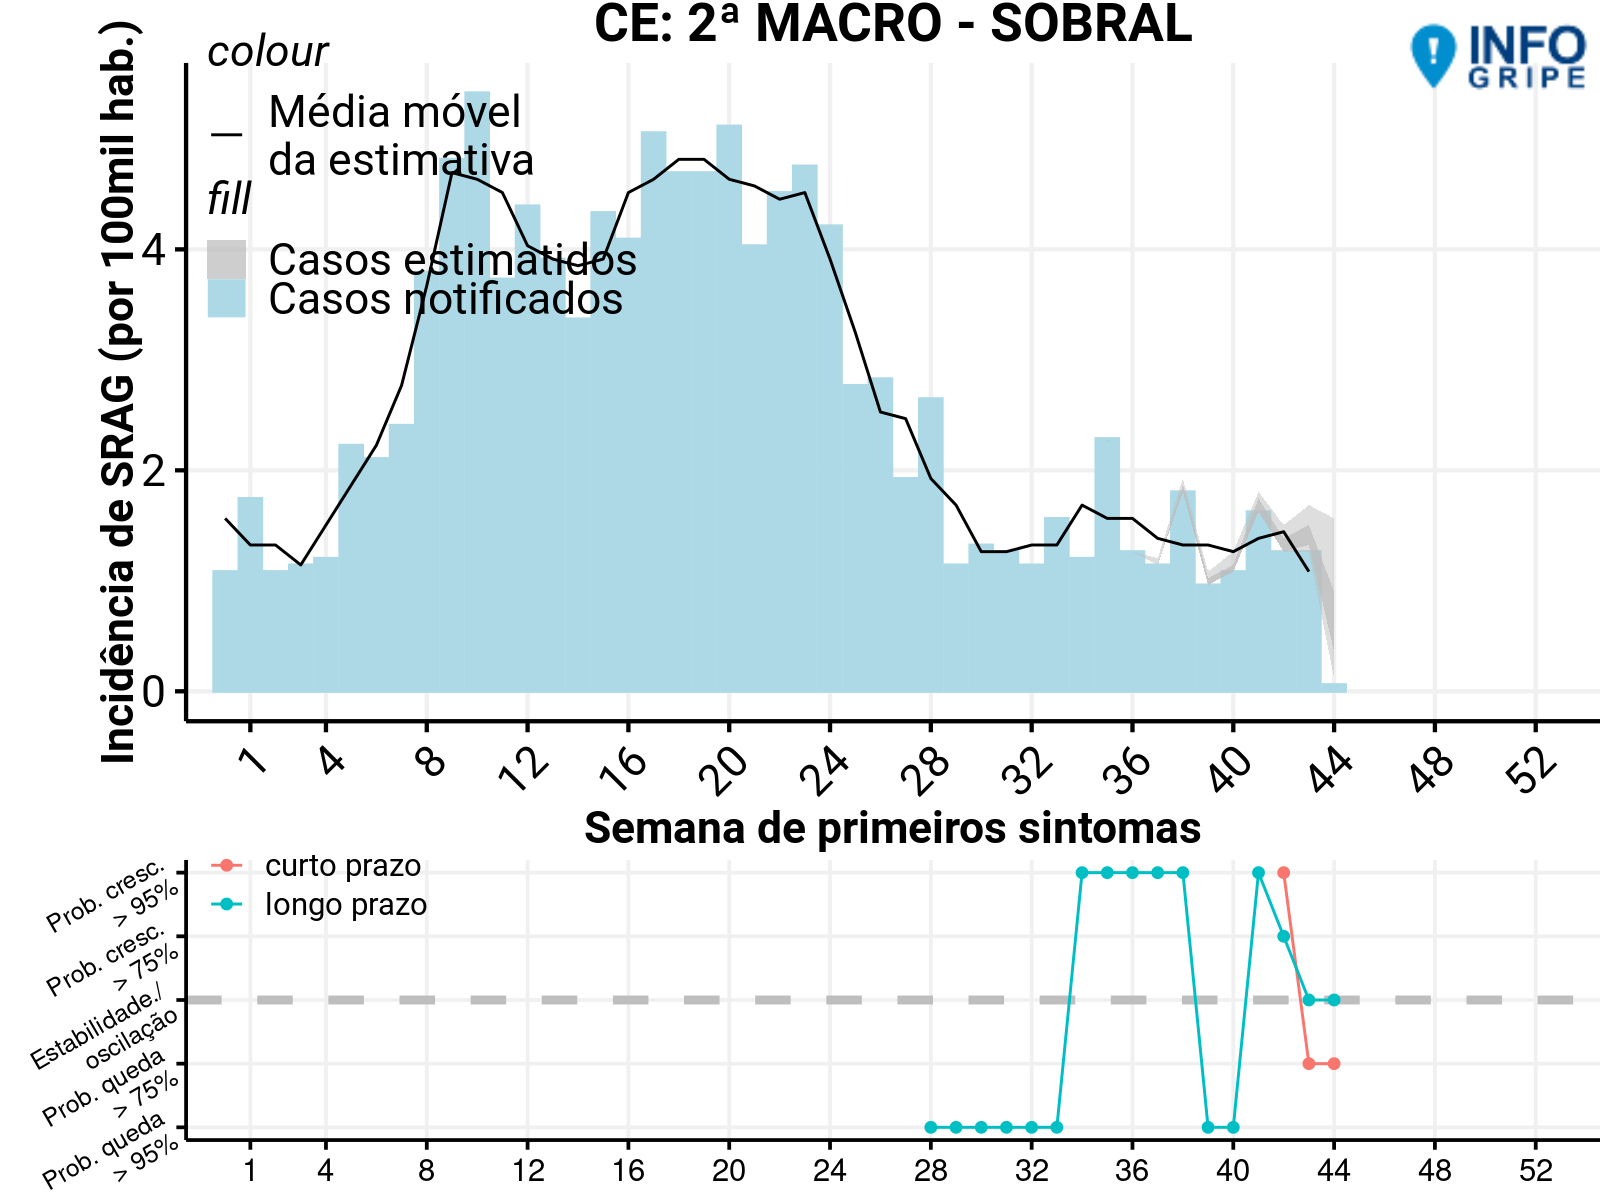 CE: 2ª MACRO - SOBRAL
INFO
GRIPE
Incidência de SRAG (por 100mil hab.)
colour
Média móvel
da estimativa
fill
Casos estimatidos
Casos notificados
4
2
0
1 4 8 12 16 20 24 28 32 36 40 44 48 52
Semana de primeiros sintomas
curto prazo
longo prazo
Prob. cresc.
> 95%
Prob. cresc.
> 75%
Estabilidade./
oscilação
Prob. queda
> 75%
Prob. queda
> 95%
1 4 8 12 16 20 24 28 32 36 40 44 48 52